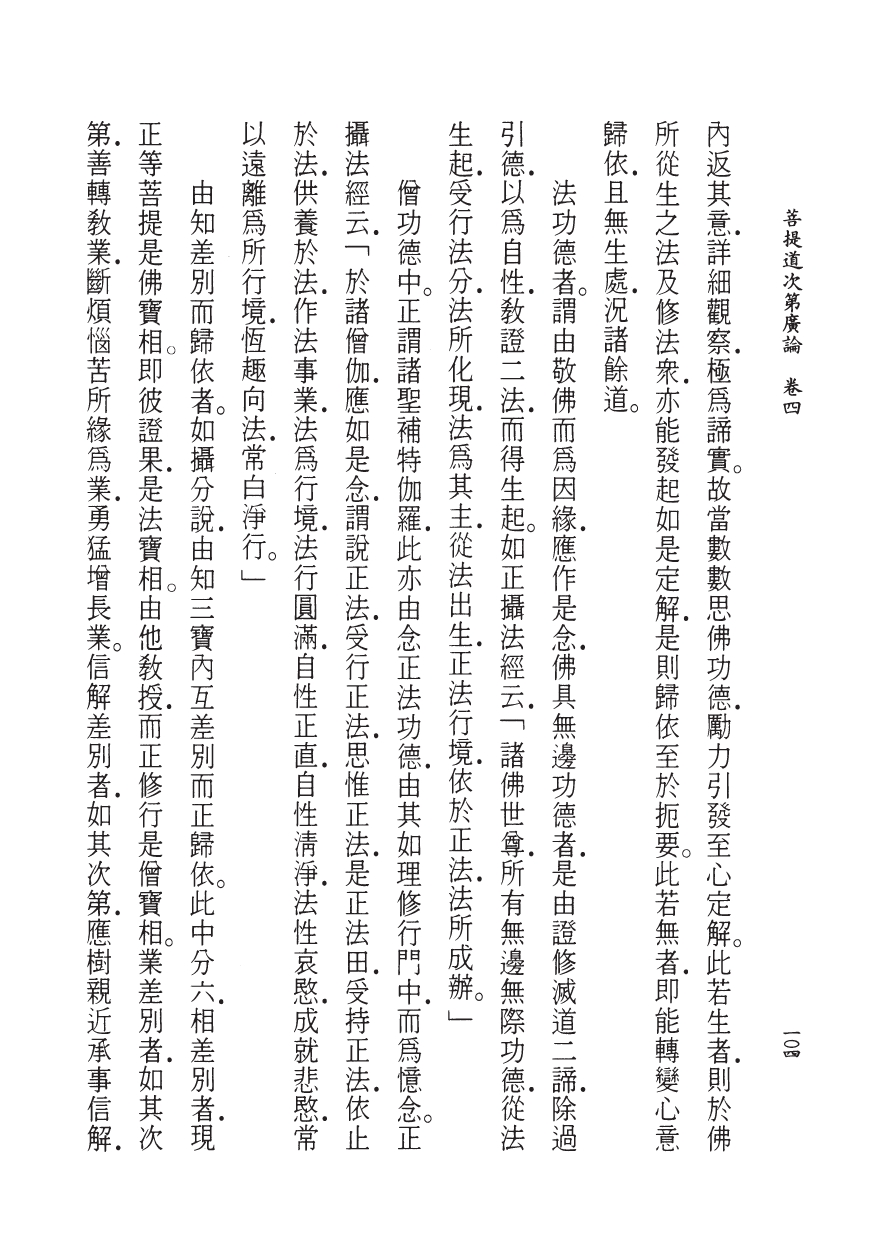 菩提道次第廣論　卷四
一〇四
內返其意．詳細觀察．極爲諦實。故當數數思佛功德．勵力引發至心定解。此若生者．則於佛
所從生之法及修法衆．亦能發起如是定解．是則歸依至於扼要。此若無者．即能轉變心意
歸依．且無生處．況諸餘道。
法功德者。謂由敬佛而爲因緣．應作是念．佛具無邊功德者．是由證修滅道二諦．除過
引德．以爲自性．敎證二法．而得生起。如正攝法經云．「諸佛世尊．所有無邊無際功德．從法
生起．受行法分．法所化現．法爲其主．從法出生．正法行境．依於正法．法所成辦。」
僧功德中。正謂諸聖補特伽羅．此亦由念正法功德．由其如理修行門中．而爲憶念。正
攝法經云．「於諸僧伽．應如是念．謂說正法．受行正法．思惟正法．是正法田．受持正法．依止
於法．供養於法．作法事業．法爲行境．法行圓滿．自性正直．自性淸淨．法性哀愍．成就悲愍．常
以遠離爲所行境．恆趣向法．常白淨行。」
由知差別而歸依者。如攝分說．由知三寶內互差別而正歸依。此中分六．相差別者．現
正等菩提是佛寶相。即彼證果．是法寶相。由他敎授．而正修行是僧寶相。業差別者．如其次
第．善轉敎業．斷煩惱苦所緣爲業．勇猛增長業。信解差別者．如其次第．應樹親近承事信解．